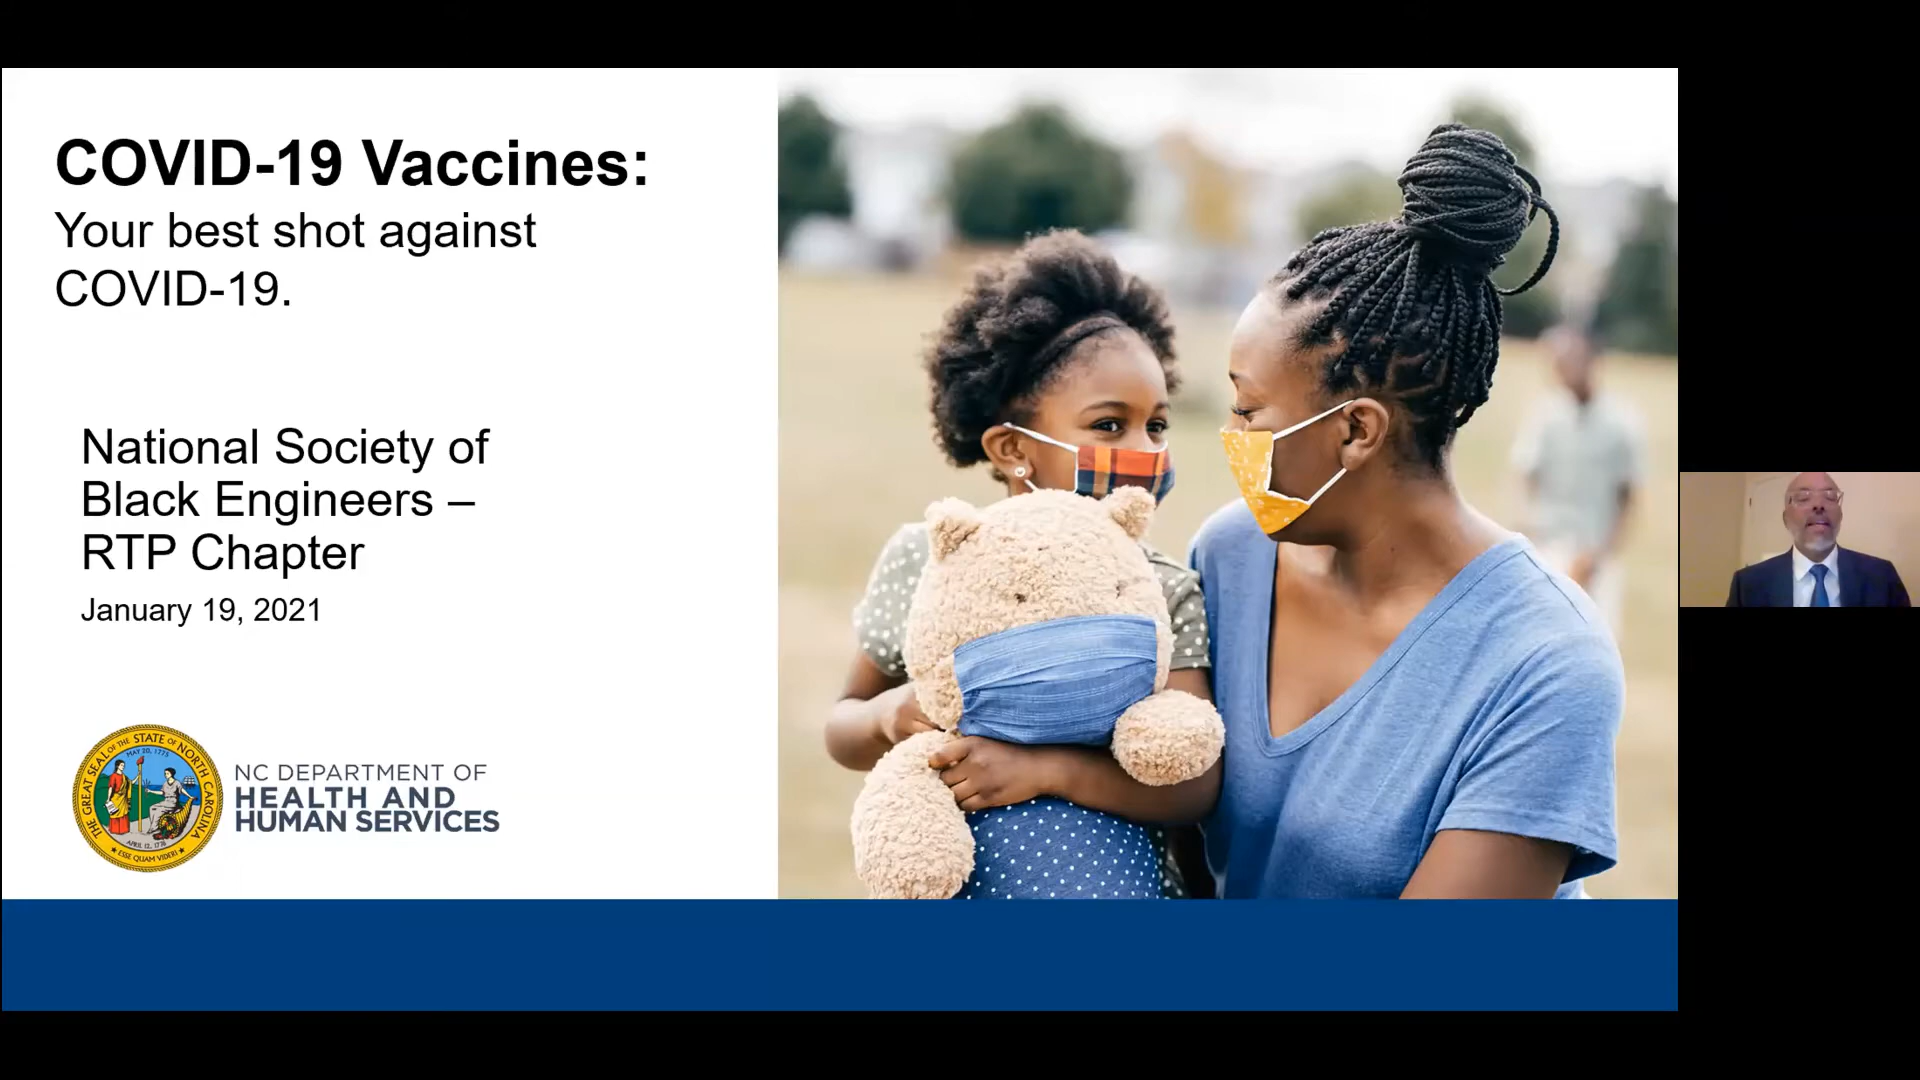 COVID-19 Vaccines:
Your best shot against
COVID-19.
National Society of
Black Engineers –
RTP Chapter
January 19, 2021
THE GREAT SEAL OF THE STATE OF NORTH CAROLINA
MAY 20, 1775
APRIL 12, 1776
ESSE QUAM VIDERI
NC DEPARTMENT OF
HEALTH AND
HUMAN SERVICES